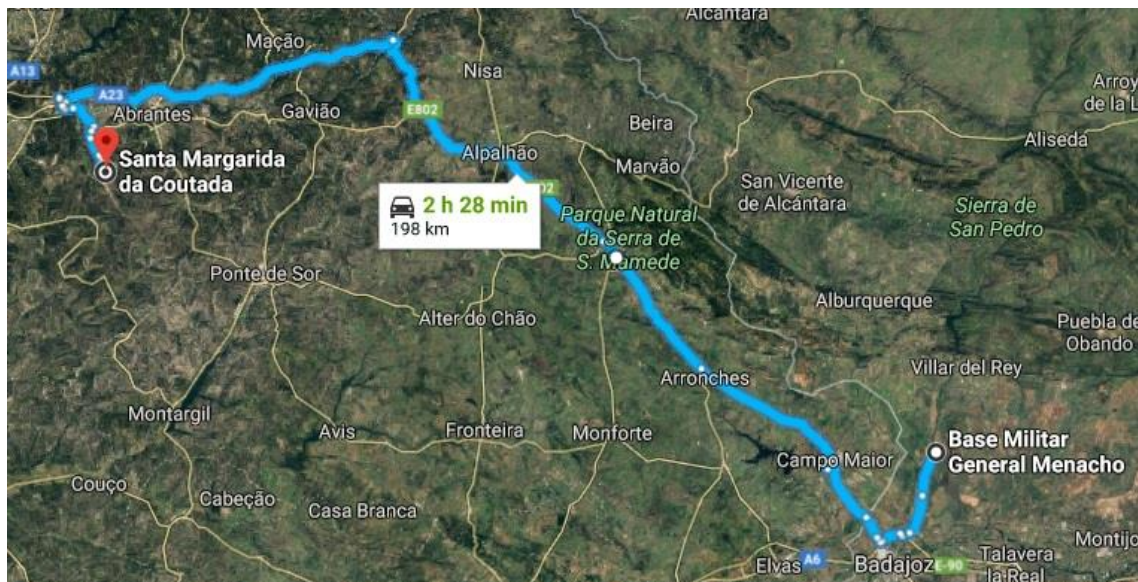 Alcántara
Mação
Nisa
A13
A23
Abrantes
Gavião
E802
Beira
Arroy
de la L
Aliseda
Santa Margarida
da Coutada
Alpalhão
Marvão
2 h 28 min
198 km
San Vicente
de Alcántara
Sierra de
San Pedro
Parque Natural
da Serra de
S. Mamede
Ponte de Sor
Alter do Chão
Alburquerque
Puebla de
Obando
Arronches
Villar del Rey
Montargil
Avis
Fronteira
Monforte
Campo Maior
Base Militar
General Menacho
Couço
Cabeção
Casa Branca
Elvas
A6
Badajoz
E-90
Talavera
la Real
Montijo